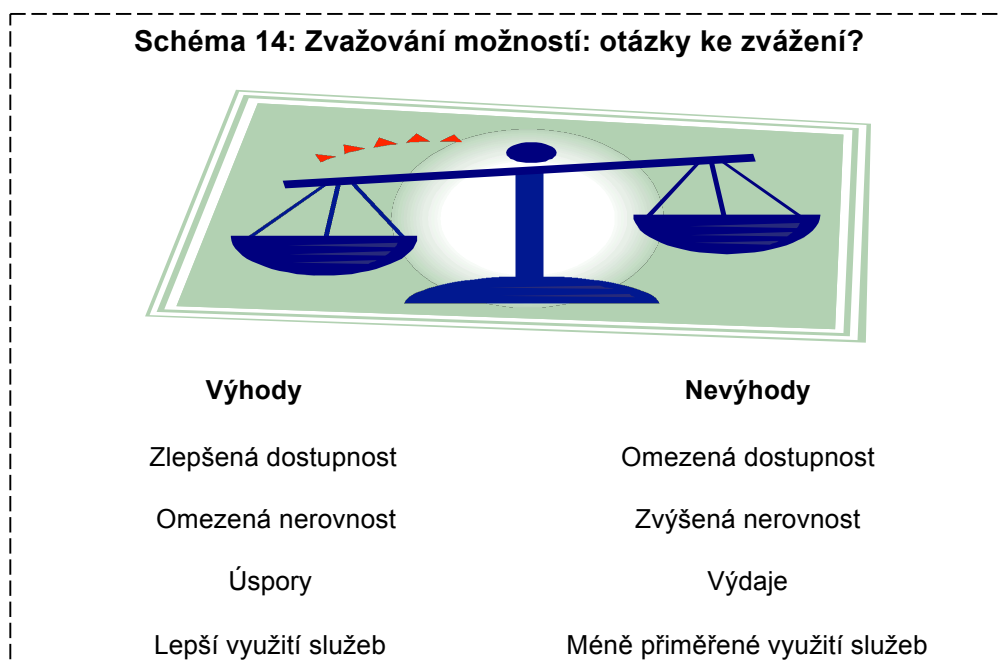 Schéma 14: Zvažování možností: otázky ke zvážení?
Výhody Nevýhody
Zlepšená dostupnost Omezená dostupnost
Omezená nerovnost Zvýšená nerovnost
Úspory Výdaje
Lepší využití služeb Méně přiměřené využití služeb